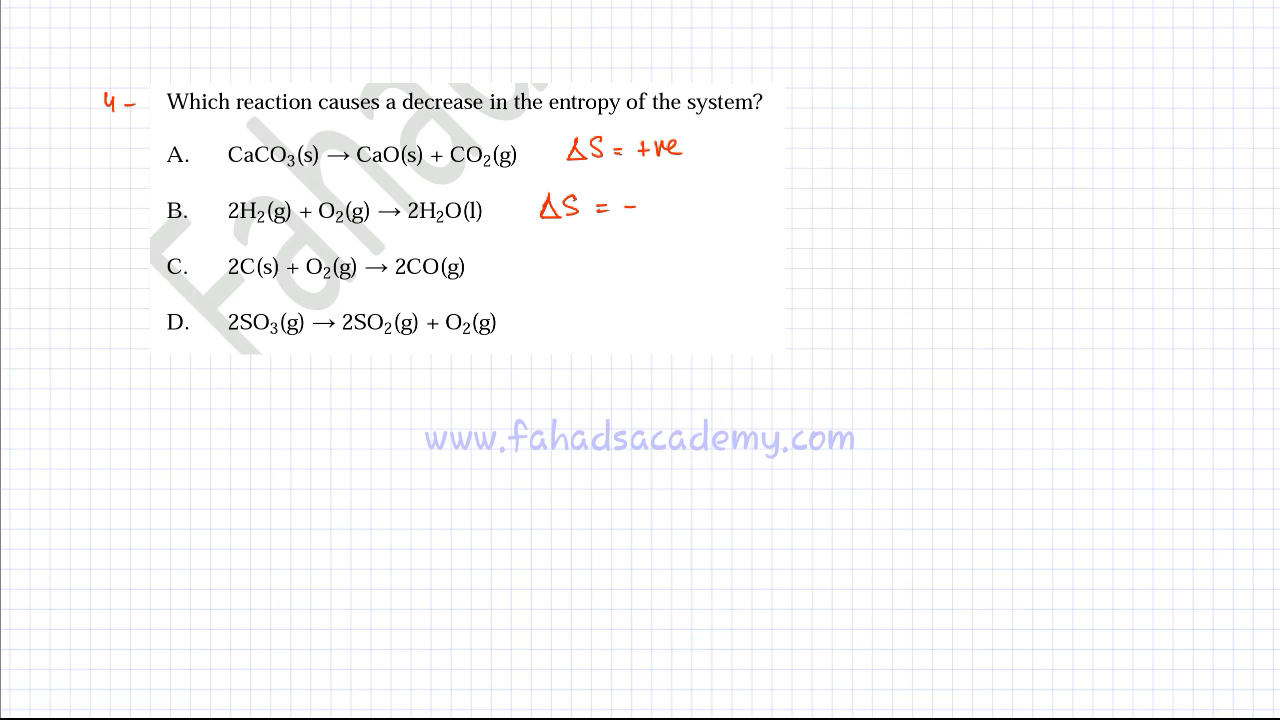 4 - Which reaction causes a decrease in the entropy of the system?
A. CaCO₃(s) → CaO(s) + CO₂(g) ΔS = +ve
B. 2H₂(g) + O₂(g) → 2H₂O(l) ΔS = -
C. 2C(s) + O₂(g) → 2CO(g)
D. 2SO₃(g) → 2SO₂(g) + O₂(g)
www.fahadsacademy.com